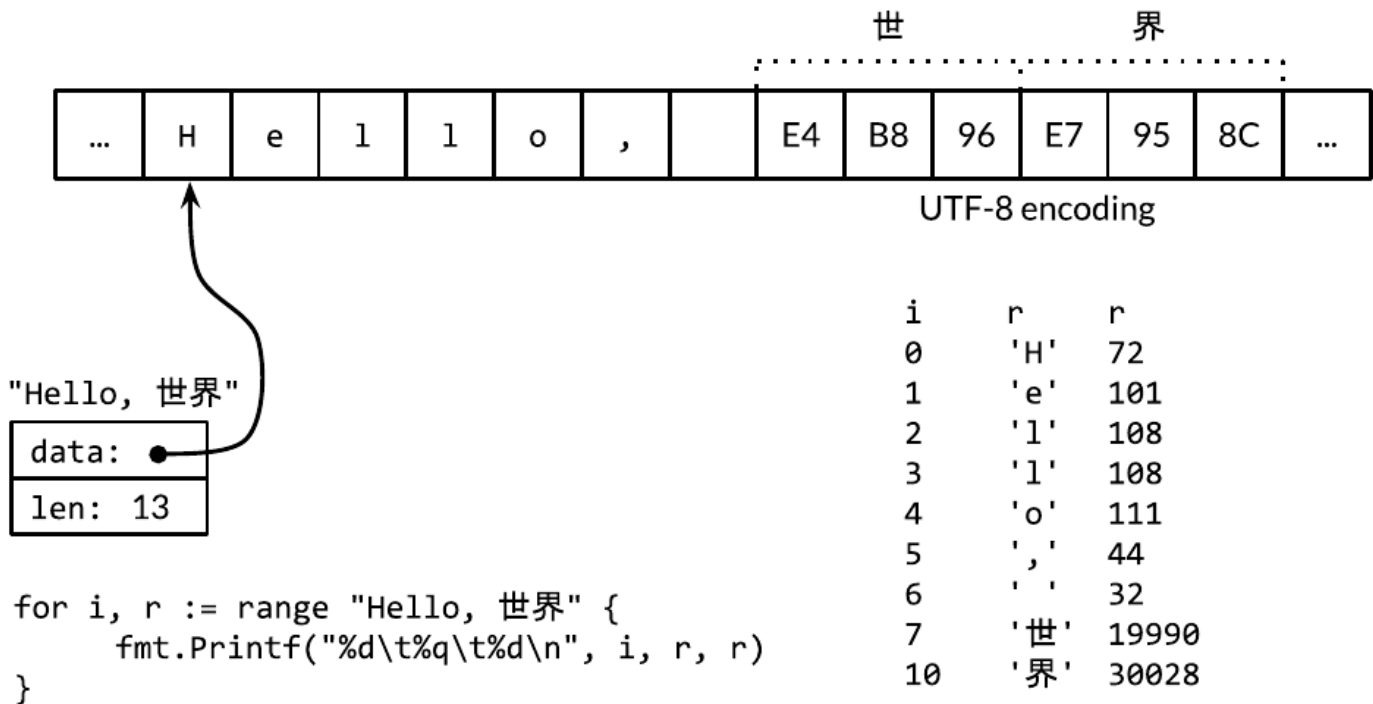 世 界
… H e l l o , E4 B8 96 E7 95 8C …
UTF-8 encoding
"Hello, 世界"
data:
len: 13
for i, r := range "Hello, 世界" {
fmt.Printf("%d\t%q\t%d\n", i, r, r)
}
i r r
0 'H' 72
1 'e' 101
2 'l' 108
3 'l' 108
4 'o' 111
5 ',' 44
6 ' ' 32
7 '世' 19990
10 '界' 30028